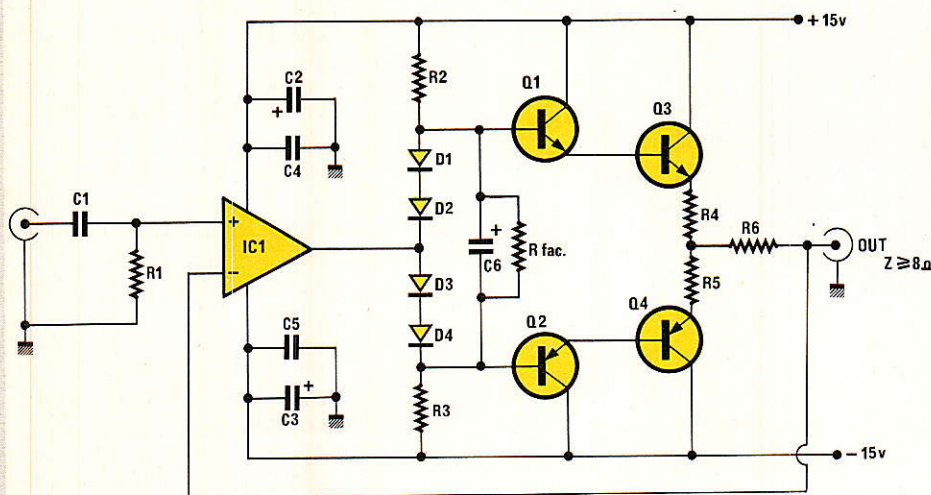 + 15v
C2
+
R2
Q1
Q3
C4
D1
C1
D2
R4
+
IC1
+
C6
R fac.
R6
OUT
Z ≥ 8Ω
R1
−
D3
R5
C5
D4
Q2
Q4
+
C3
R3
− 15v